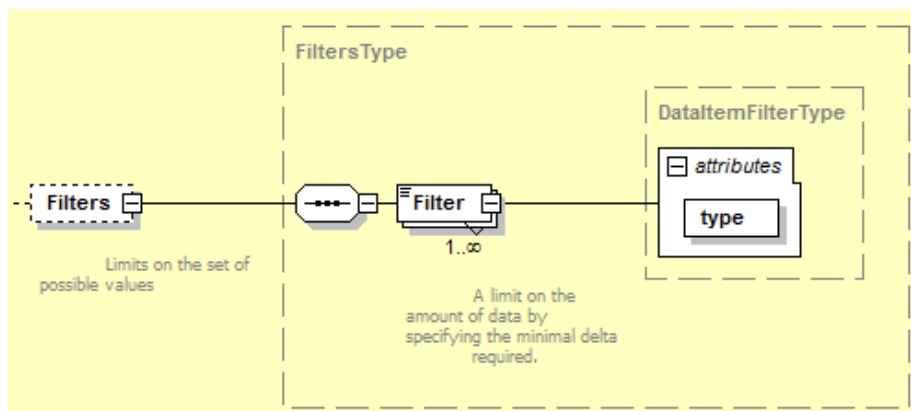 FiltersType
DataItemFilterType
attributes
Filters
Filter
type
1..∞
Limits on the set of
possible values
A limit on the
amount of data by
specifying the minimal delta
required.